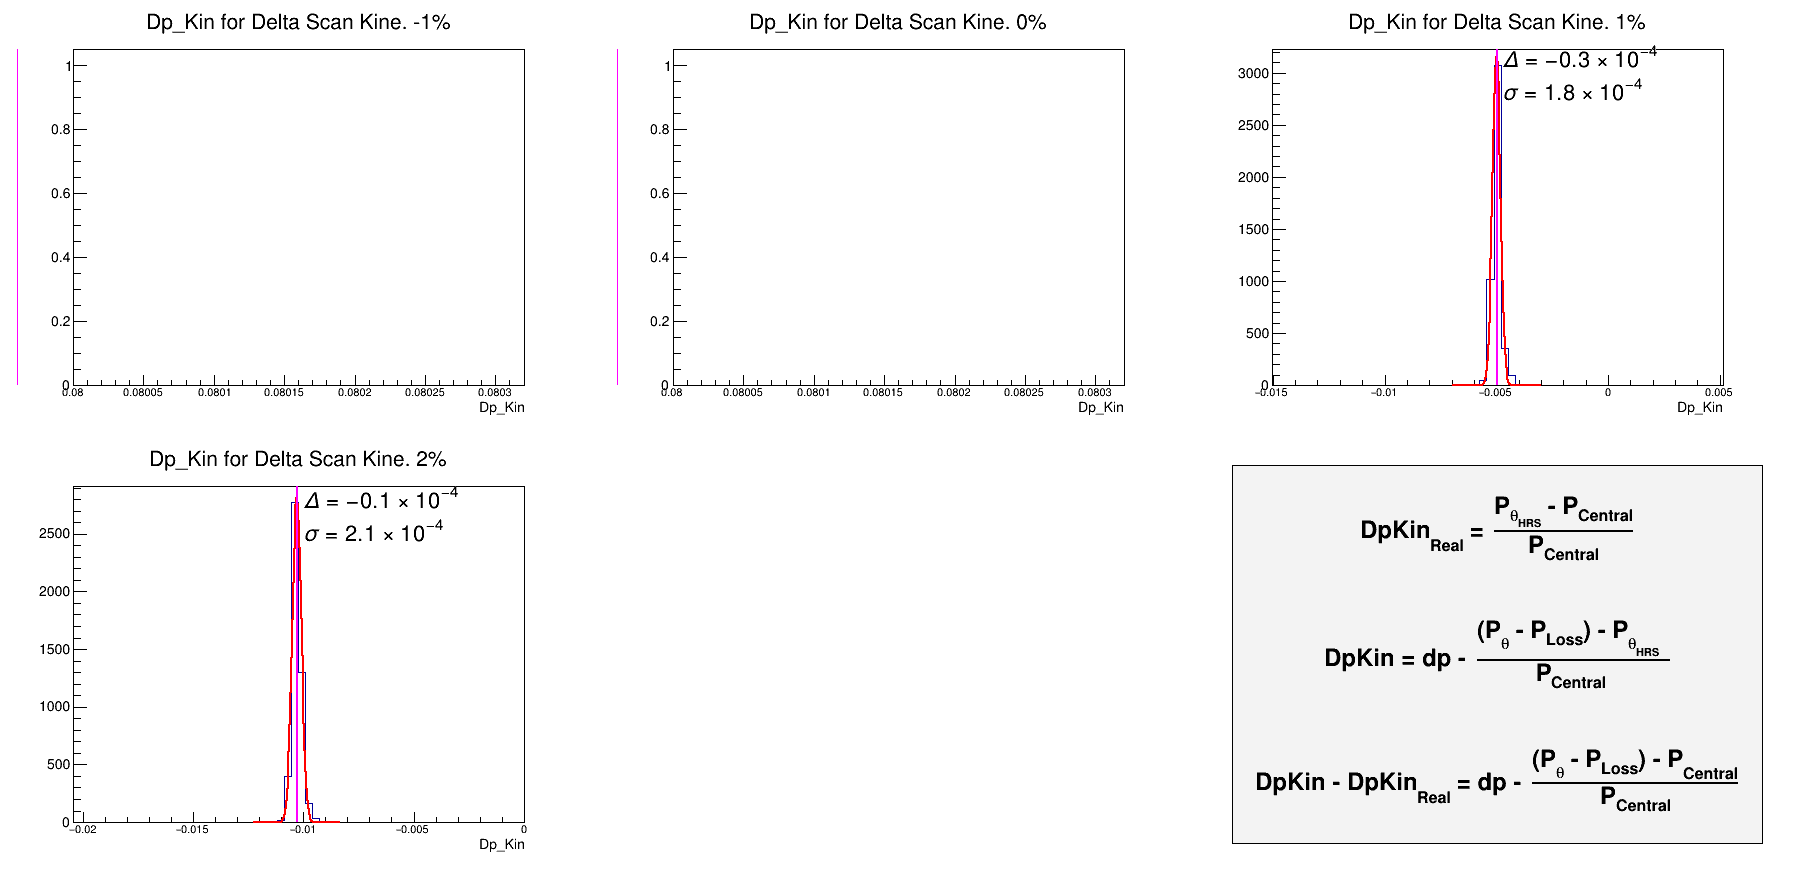 Dp_Kin for Delta Scan Kine. -1%
1
0.8
0.6
0.4
0.2
0
0.08 0.08005 0.0801 0.08015 0.0802 0.08025 0.0803
Dp_Kin
Dp_Kin for Delta Scan Kine. 0%
1
0.8
0.6
0.4
0.2
0
0.08 0.08005 0.0801 0.08015 0.0802 0.08025 0.0803
Dp_Kin
Dp_Kin for Delta Scan Kine. 1%
Δ = −0.3 × 10⁻⁴
σ = 1.8 × 10⁻⁴
3000
2500
2000
1500
1000
500
0
−0.015 −0.01 −0.005 0 0.005
Dp_Kin
Dp_Kin for Delta Scan Kine. 2%
Δ = −0.1 × 10⁻⁴
σ = 2.1 × 10⁻⁴
2500
2000
1500
1000
500
0
−0.02 −0.015 −0.01 −0.005 0
Dp_Kin
P_θ_HRS - P_Central
DpKin_Real =
P_Central
(P_θ - P_Loss) - P_θ_HRS
DpKin = dp -
P_Central
(P_θ - P_Loss) - P_Central
DpKin - DpKin_Real = dp -
P_Central